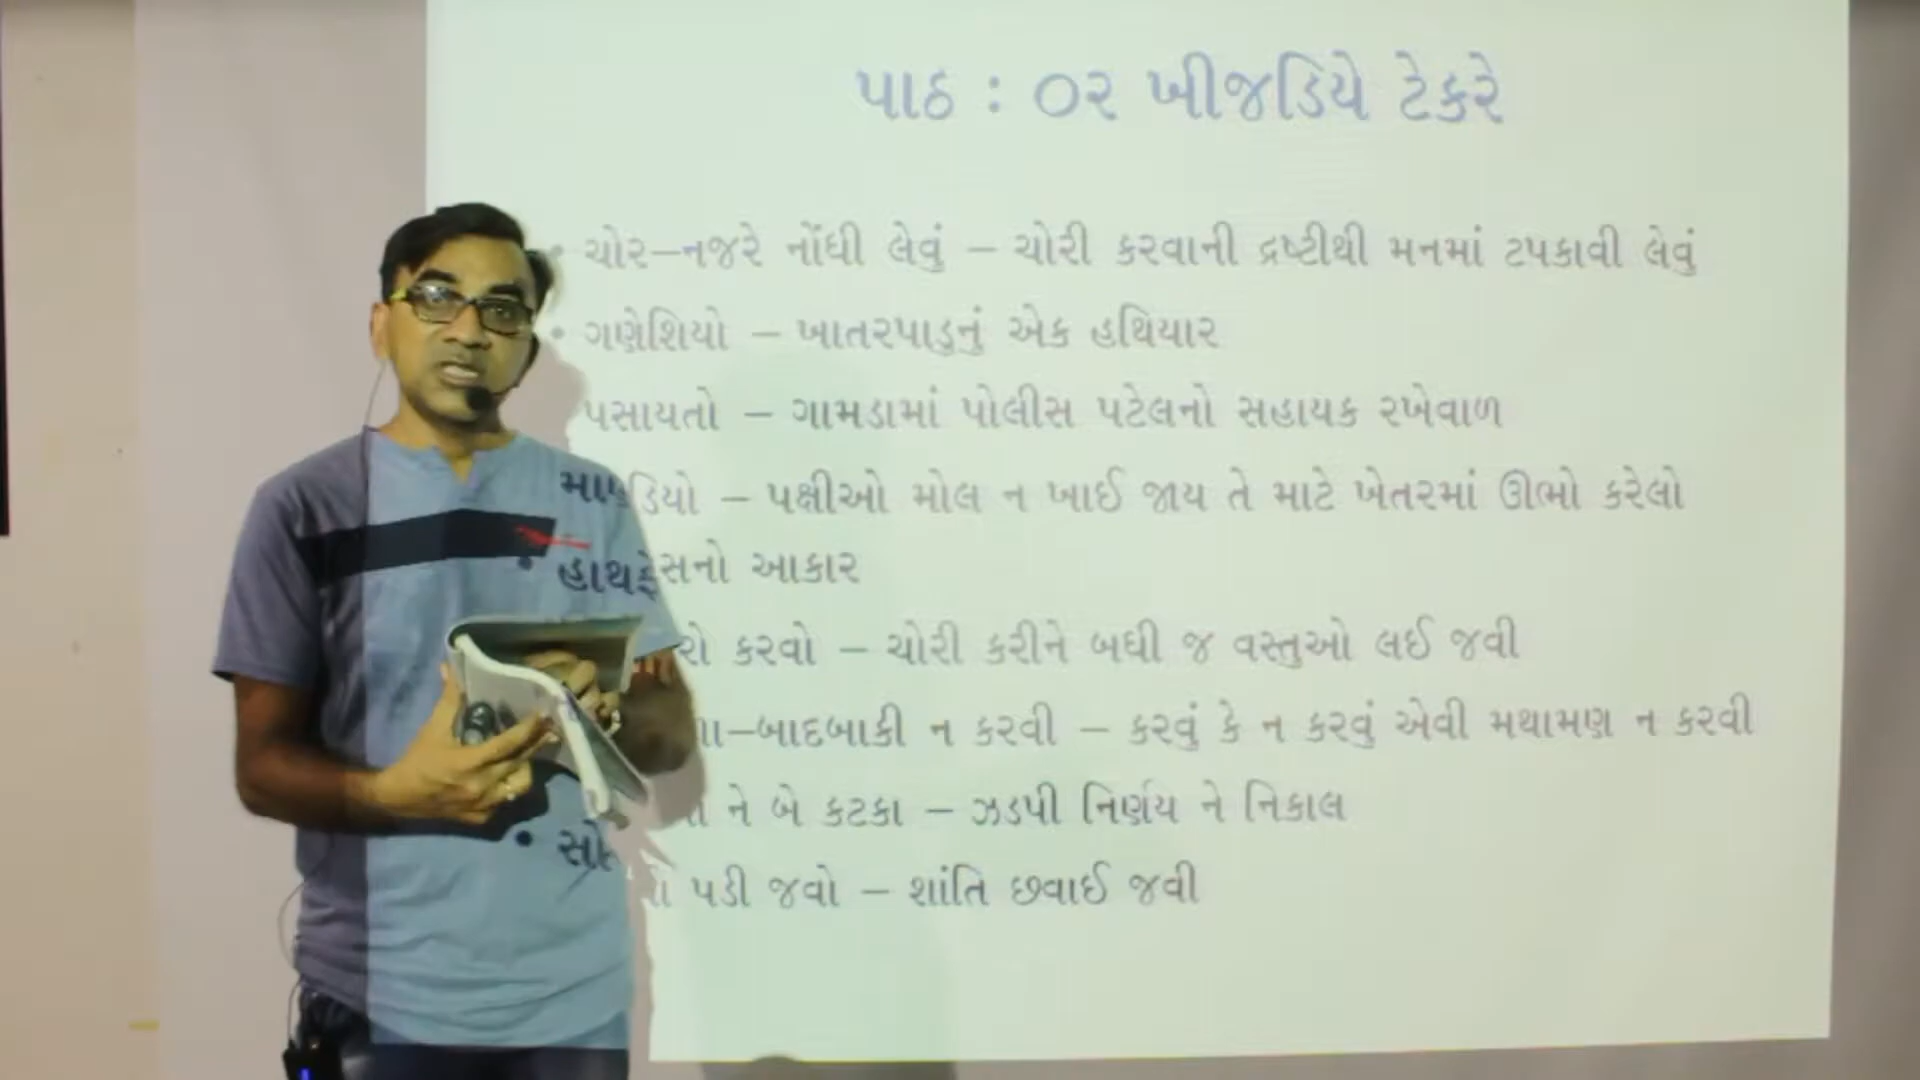 પાઠ : ૦૨ ખીજડિયે ટેકરે
• ચોર–નજરે નોંધી લેવું – ચોરી કરવાની દ્રષ્ટીથી મનમાં ટપકાવી લેવું
• ગણેશિયો – ખાતરપાડુનું એક હથિયાર
પસાયતો – ગામડામાં પોલીસ પટેલનો સહાયક રખેવાળ
ડિયો – પક્ષીઓ મોલ ન ખાઈ જાય તે માટે ખેતરમાં ઊભો કરેલો
સનો આકાર
• કરવો – ચોરી કરીને બધી જ વસ્તુઓ લઈ જવી
–બાદબાકી ન કરવી – કરવું કે ન કરવું એવી મથામણ ન કરવી
ને બે કટકા – ઝડપી નિર્ણય ને નિકાલ
• પડી જવો – શાંતિ છવાઈ જવી